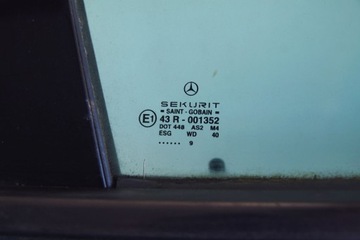 SEKURIT
SAINT - GOBAIN
E1 43 R - 001352
DOT 448 AS2 M4
ESG WD 40
...... 9